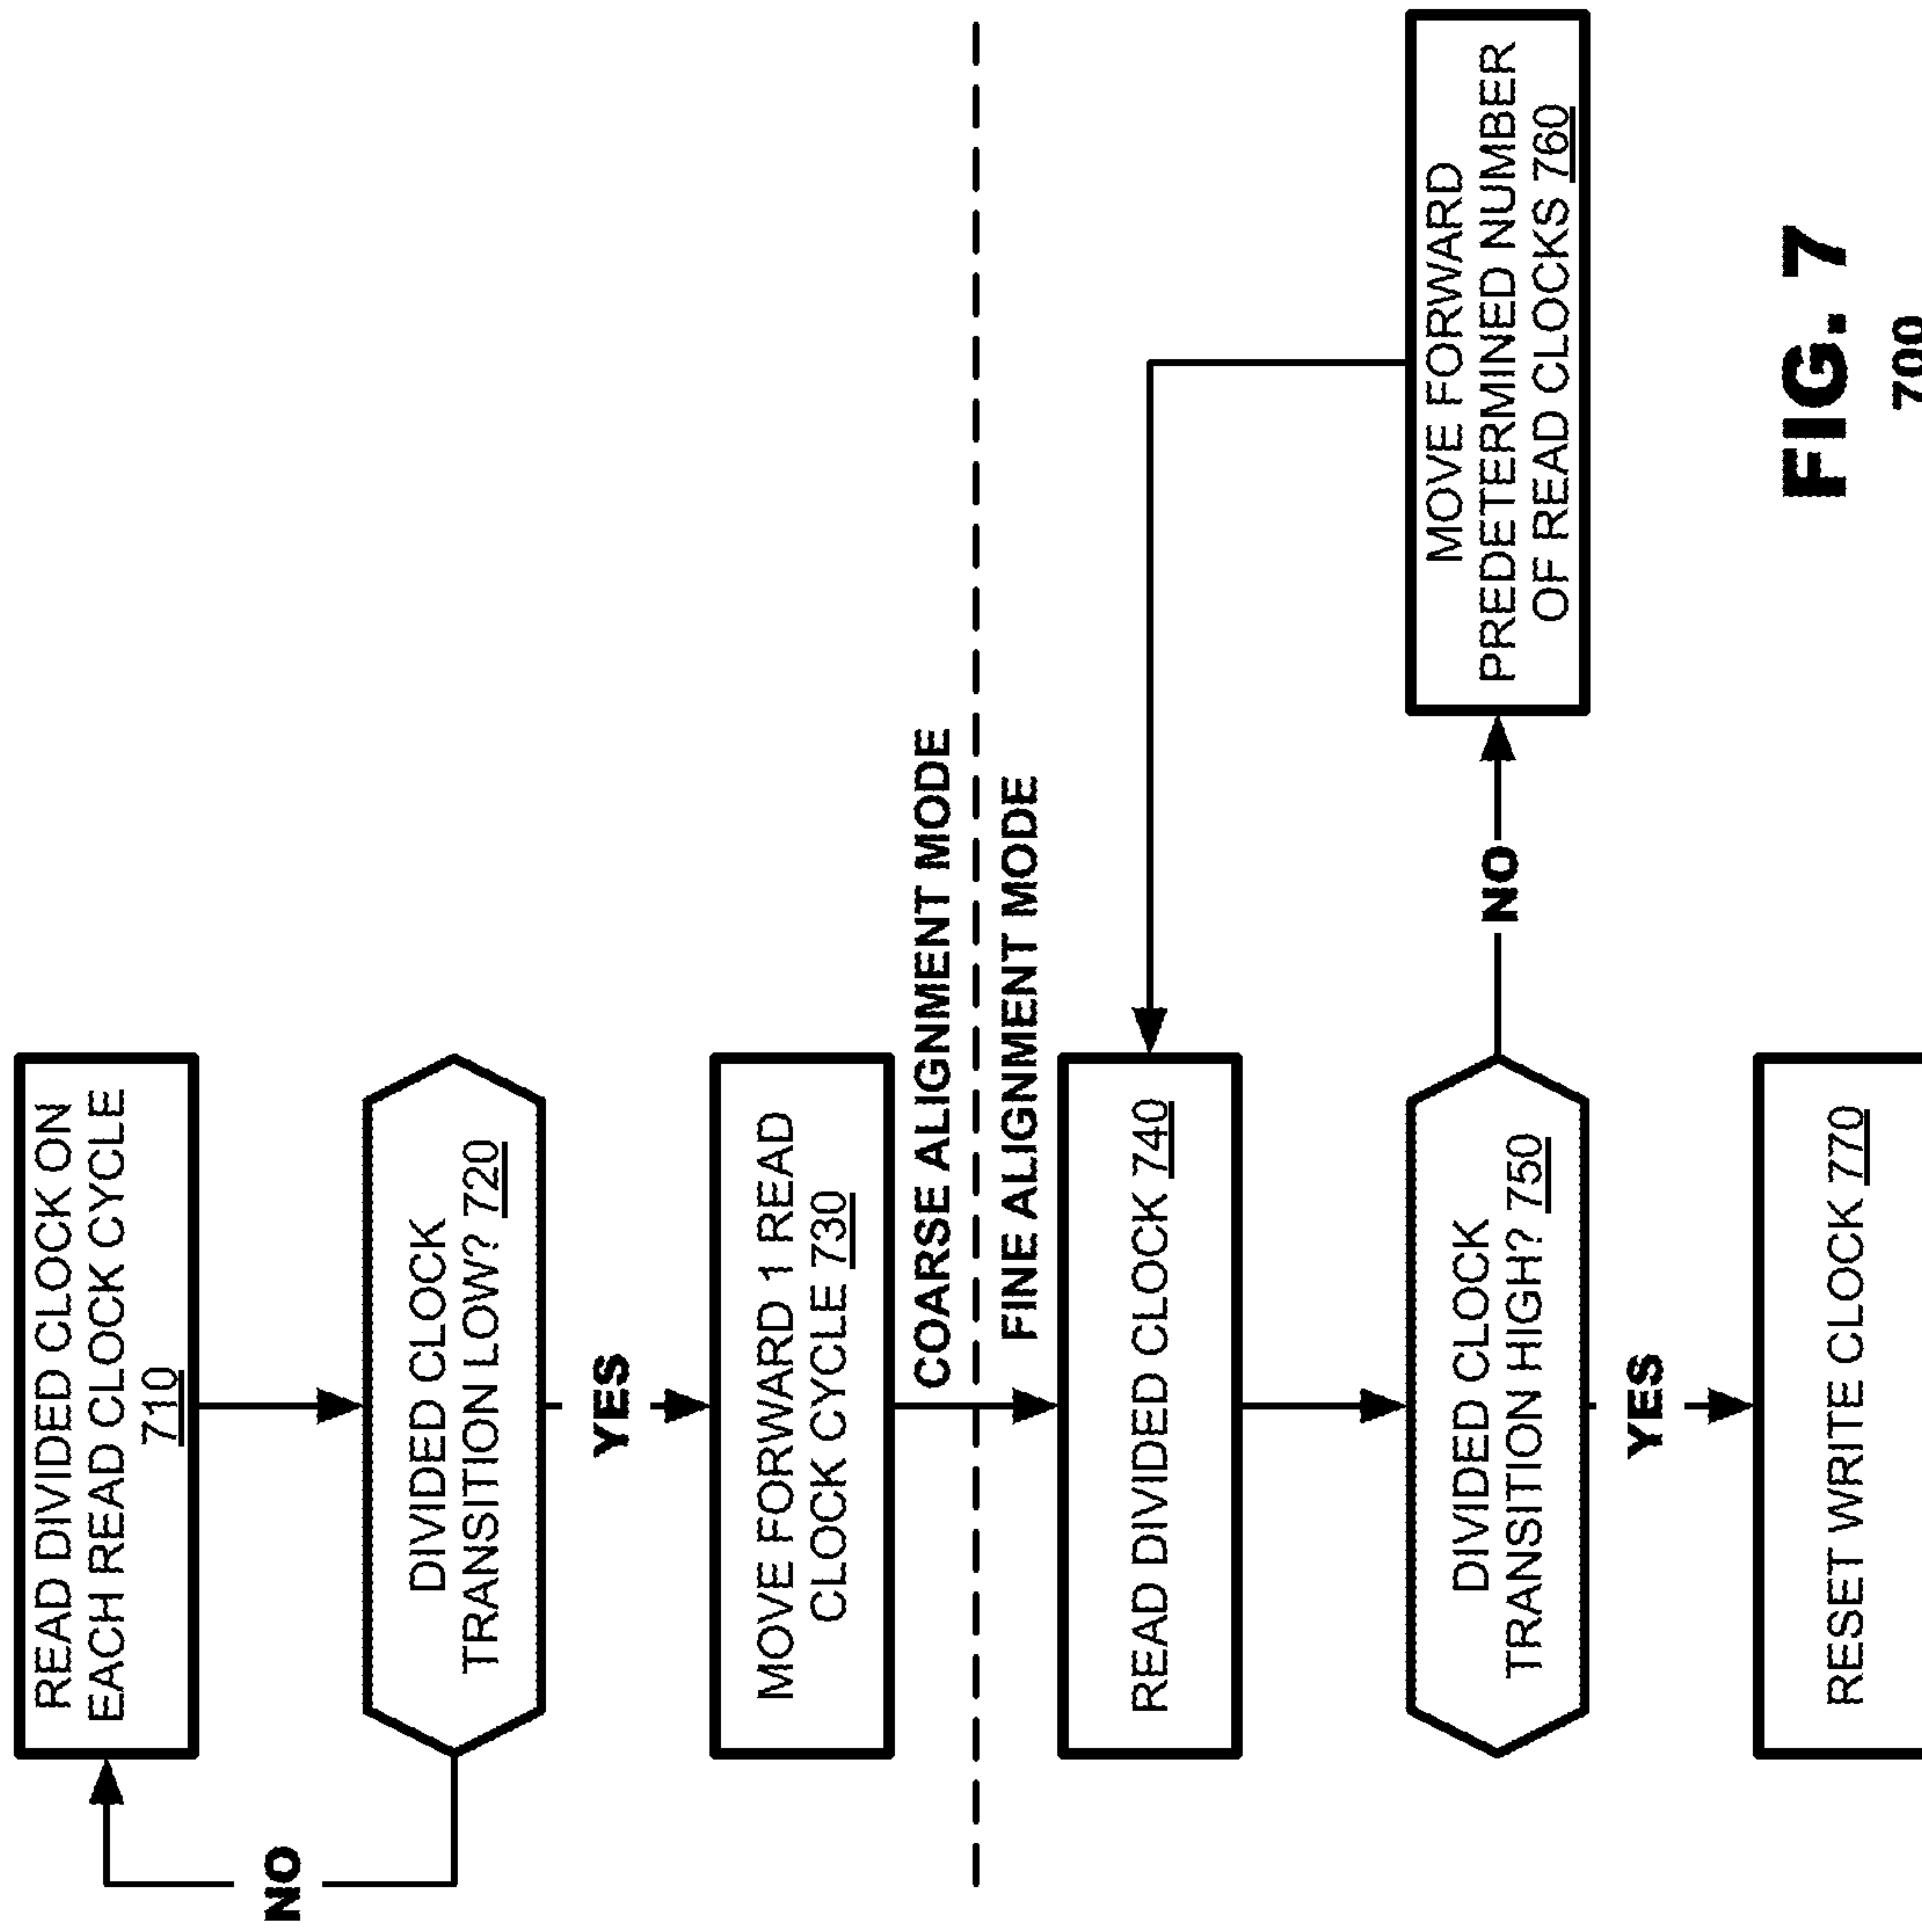 READ DIVIDED CLOCK ON
EACH READ CLOCK CYCLE
710
NO
DIVIDED CLOCK
TRANSITION LOW? 720
YES
MOVE FORWARD 1 READ
CLOCK CYCLE 730
COARSE ALIGNMENT MODE
FINE ALIGNMENT MODE
READ DIVIDED CLOCK 740
DIVIDED CLOCK
TRANSITION HIGH? 750
NO
MOVE FORWARD
PREDETERMINED NUMBER
OF READ CLOCKS 760
YES
RESET WRITE CLOCK 770
FIG. 7
700